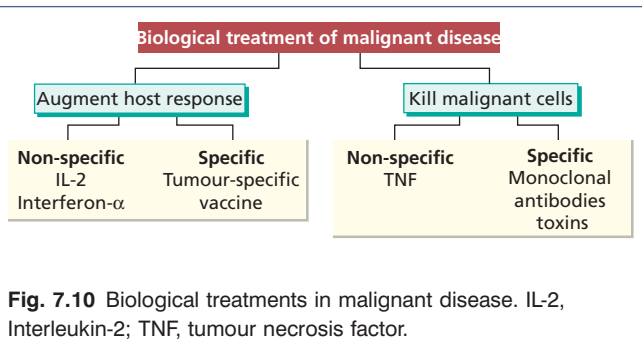 Biological treatment of malignant disease
Augment host response
Kill malignant cells
Non-specific
IL-2
Interferon-α
Specific
Tumour-specific
vaccine
Non-specific
TNF
Specific
Monoclonal
antibodies
toxins
Fig. 7.10 Biological treatments in malignant disease. IL-2,
Interleukin-2; TNF, tumour necrosis factor.